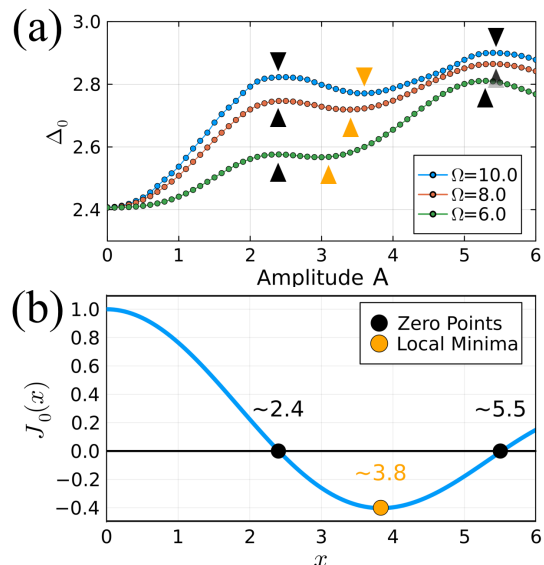 (a)
3.0
2.8
2.6
2.4
Δ₀
Ω=10.0
Ω=8.0
Ω=6.0
0 1 2 3 4 5 6
Amplitude A
(b)
1.0
0.8
0.6
0.4
0.2
0.0
−0.2
−0.4
J₀(x)
Zero Points
Local Minima
~2.4
~5.5
~3.8
0 1 2 3 4 5 6
x